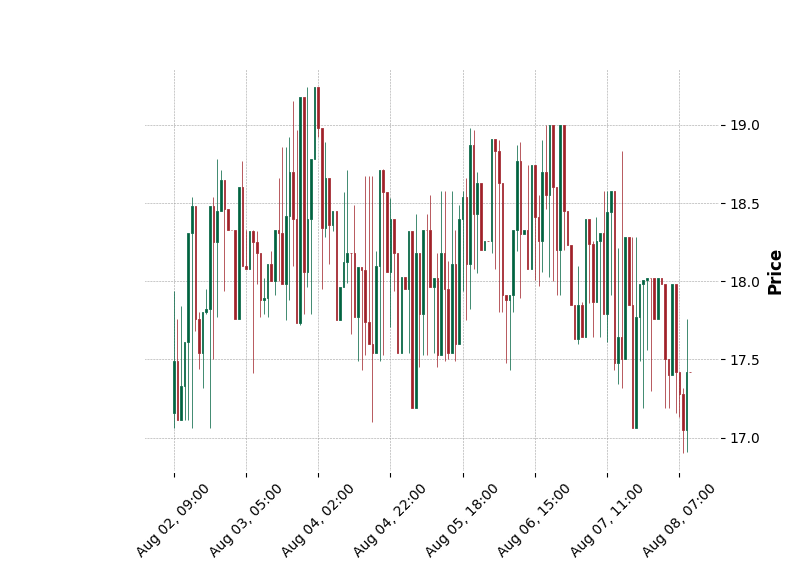 19.0
18.5
18.0
17.5
17.0
Price
Aug 02, 09:00
Aug 03, 05:00
Aug 04, 02:00
Aug 04, 22:00
Aug 05, 18:00
Aug 06, 15:00
Aug 07, 11:00
Aug 08, 07:00